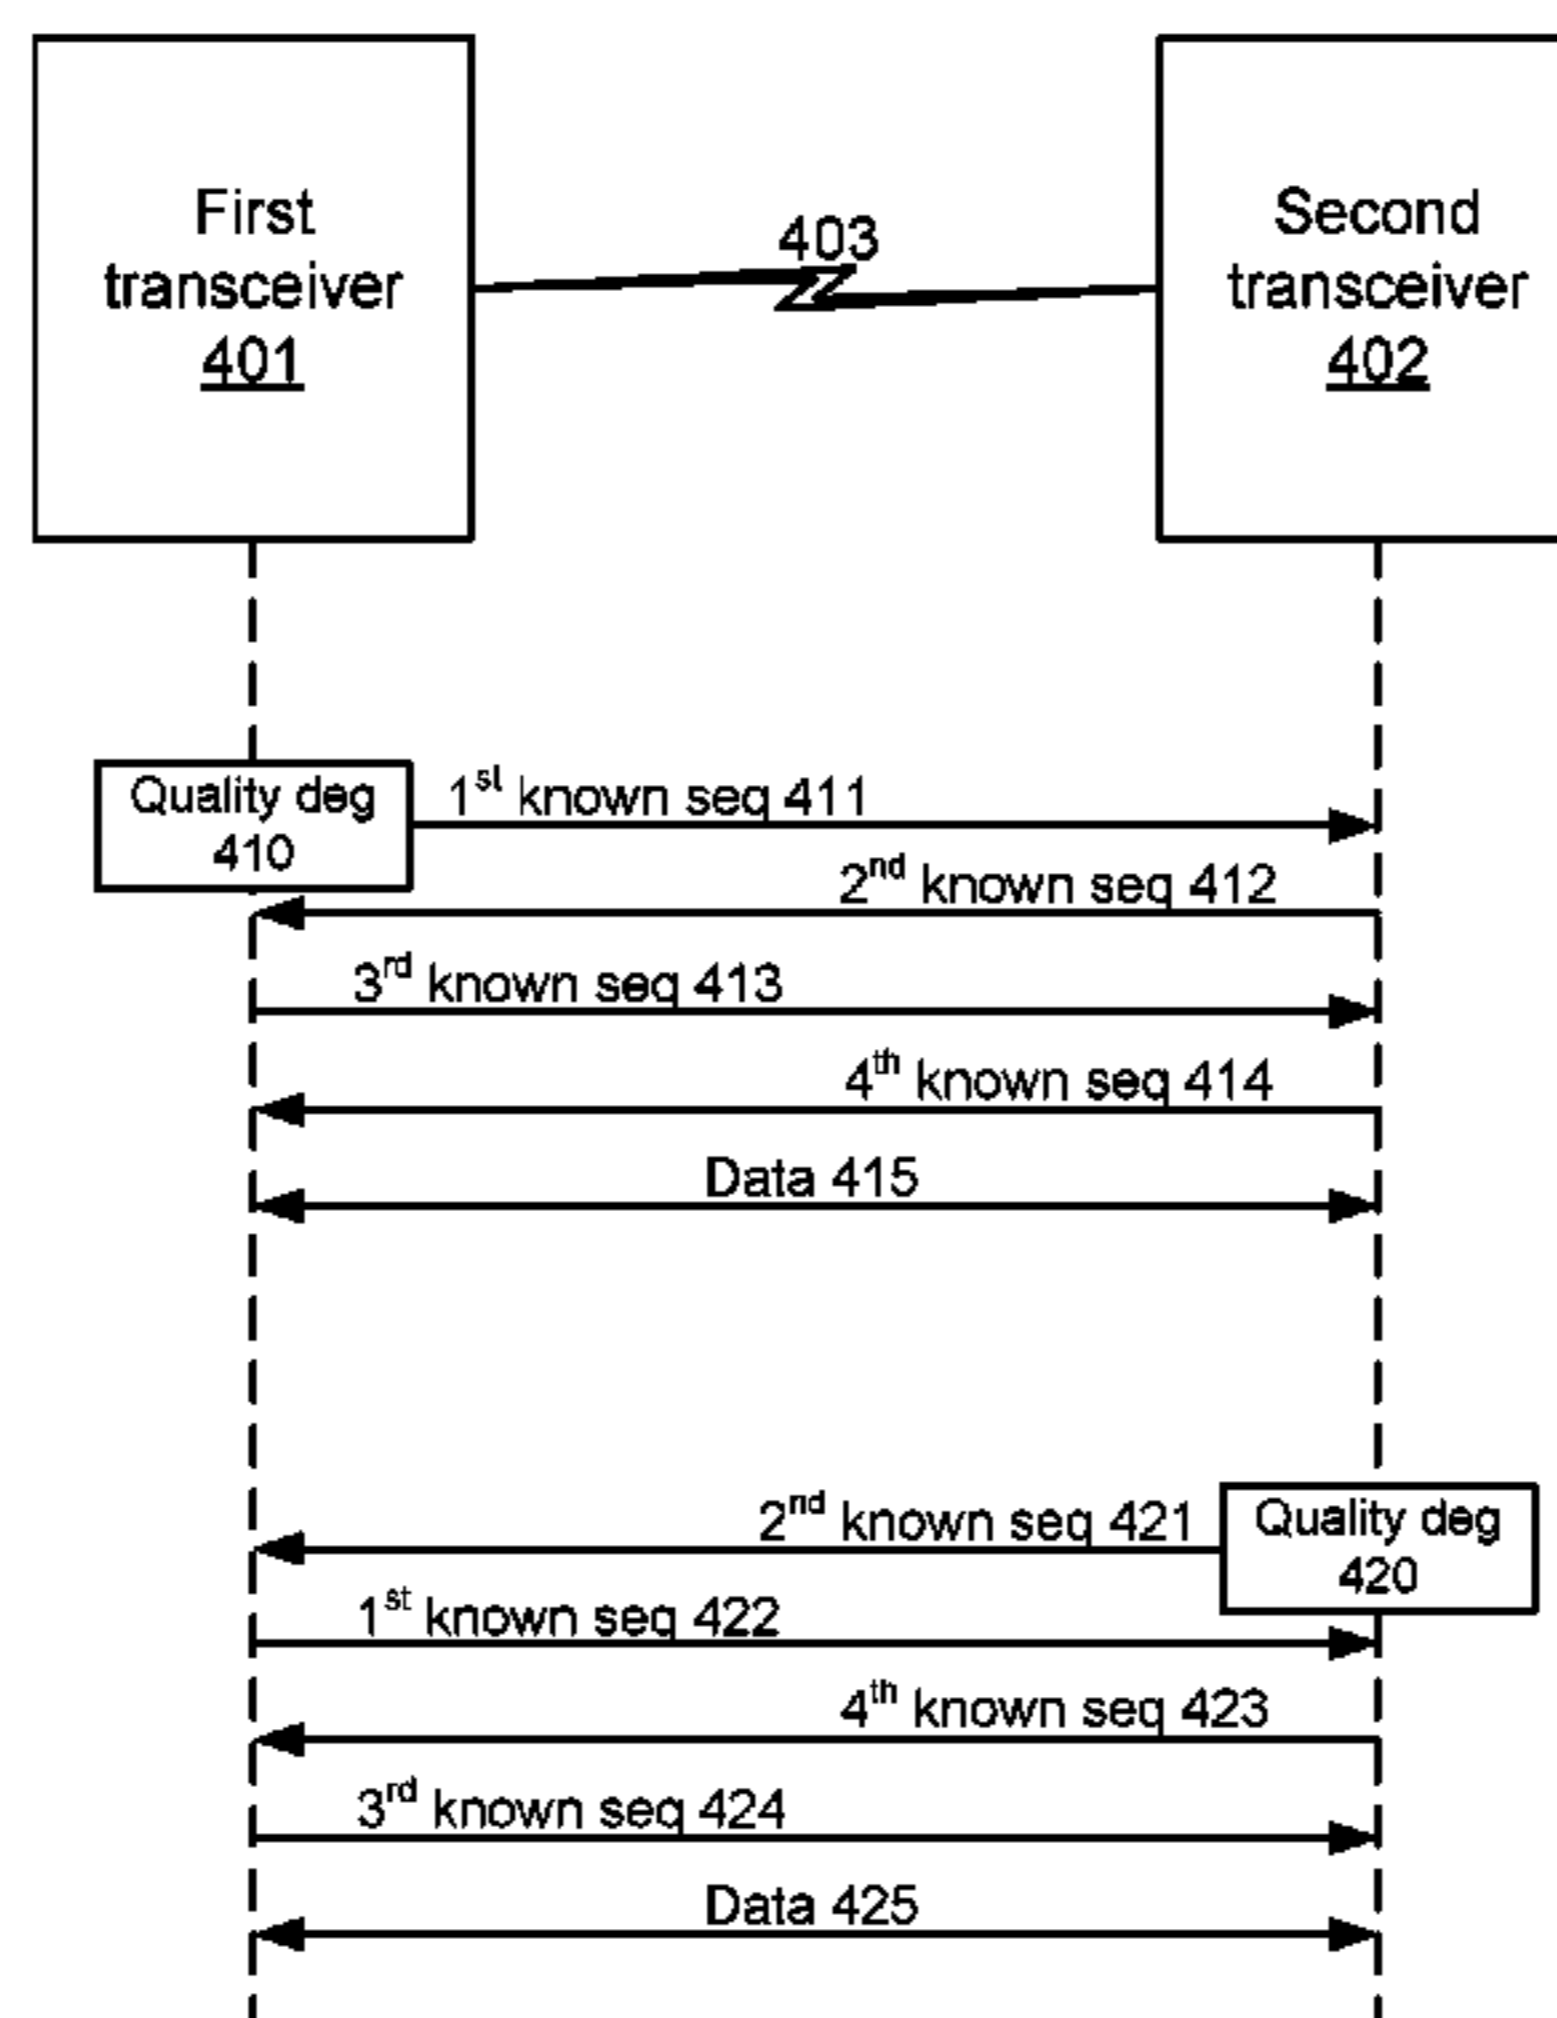 First
transceiver
401
403
Second
transceiver
402
Quality deg
410
1st known seq 411
2nd known seq 412
3rd known seq 413
4th known seq 414
Data 415
2nd known seq 421
Quality deg
420
1st known seq 422
4th known seq 423
3rd known seq 424
Data 425